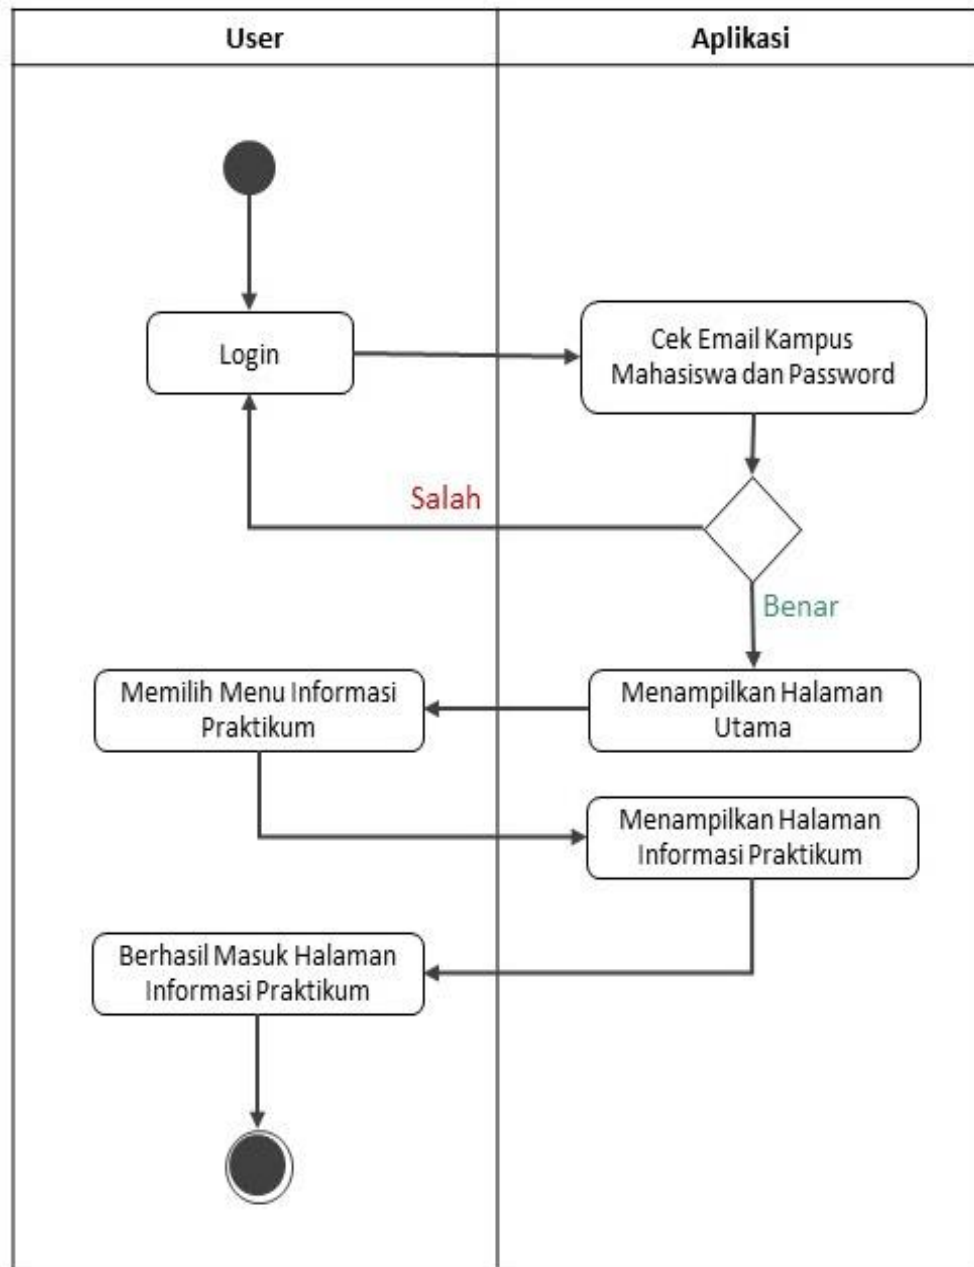 User
Aplikasi
Login
Cek Email Kampus
Mahasiswa dan Password
Salah
Benar
Memilih Menu Informasi
Praktikum
Menampilkan Halaman
Utama
Menampilkan Halaman
Informasi Praktikum
Berhasil Masuk Halaman
Informasi Praktikum